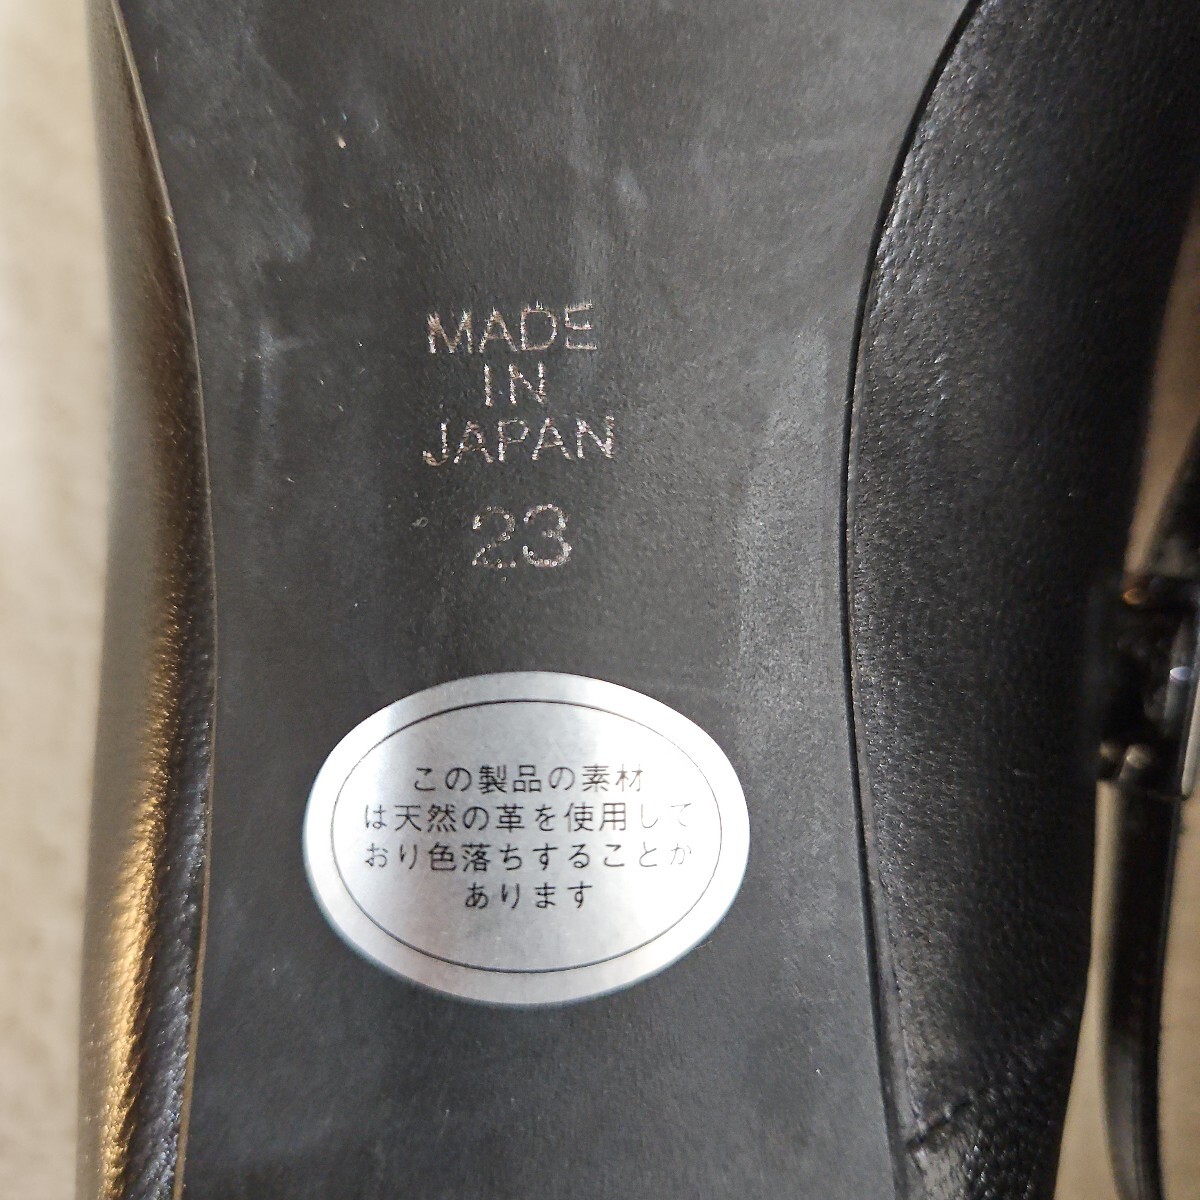 MADE
IN
JAPAN
23
この製品の素材
は天然の革を使用して
おり色落ちすることが
あります